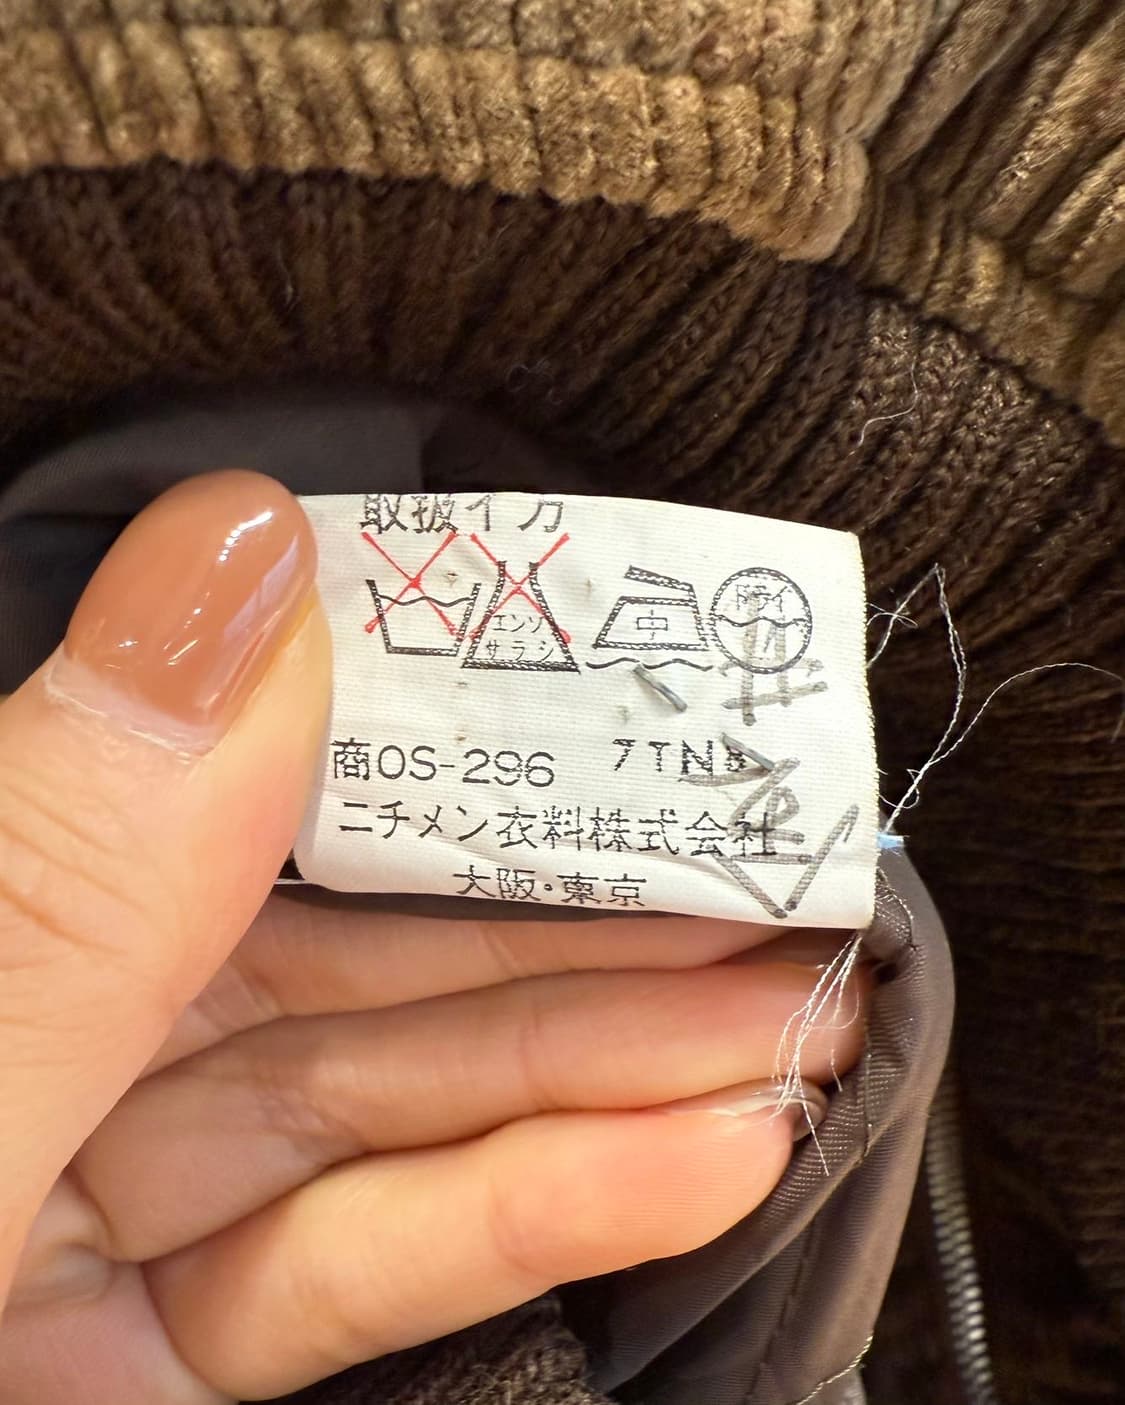 取扱イ方
エンソ
サラシ
中
ドライ
商OS-296 7TN8
ニチメン衣料株式会社
大阪・東京